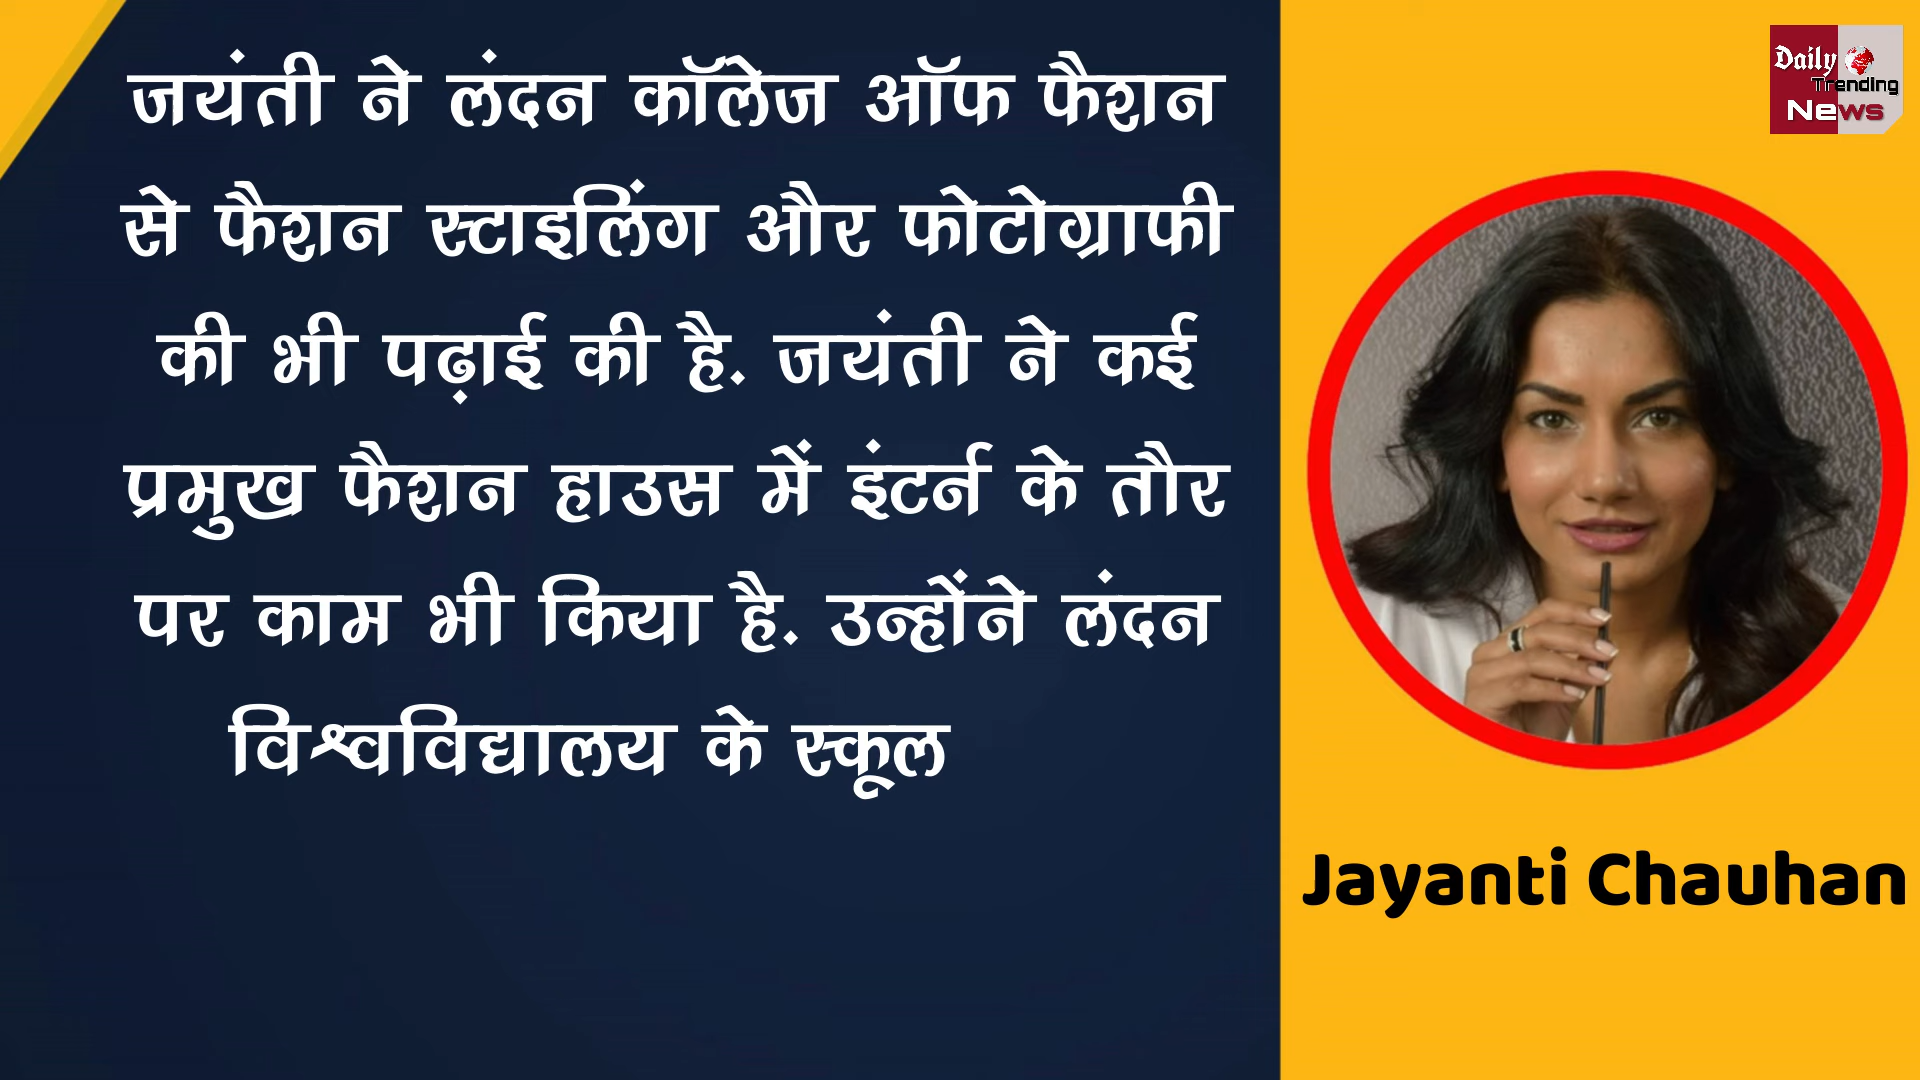 जयंती ने लंदन कॉलेज ऑफ फैशन
से फैशन स्टाइलिंग और फोटोग्राफी
की भी पढ़ाई की है. जयंती ने कई
प्रमुख फैशन हाउस में इंटर्न के तौर
पर काम भी किया है. उन्होंने लंदन
विश्वविद्यालय के स्कूल
Daily
Trending
News
Jayanti Chauhan